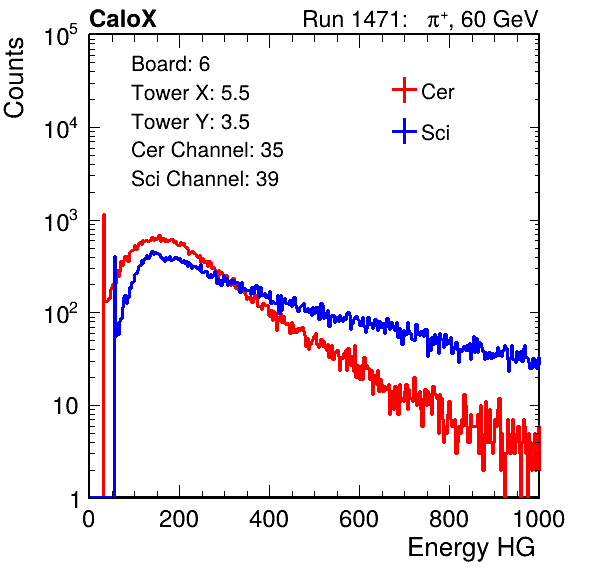 CaloX Run 1471: π⁺, 60 GeV
Counts
10⁵
10⁴
10³
10²
10
1
Board: 6
Tower X: 5.5
Tower Y: 3.5
Cer Channel: 35
Sci Channel: 39
Cer
Sci
0 200 400 600 800 1000
Energy HG